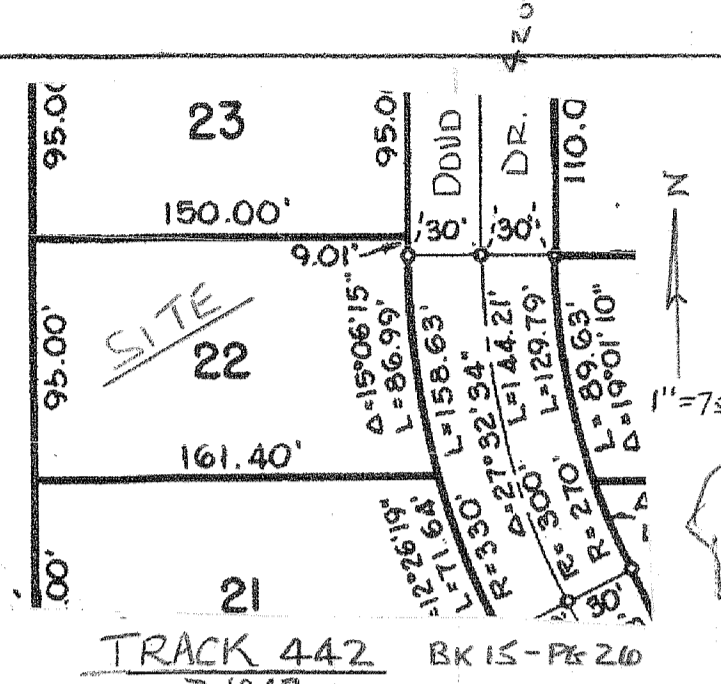 420
23
95.0
95.0
DOUD DR.
110.0
N
150.00'
30'
30'
9.01'
SITE
22
95.00'
Δ=15°06'15"
L=86.99'
L=158.63'
L=144.21'
Δ=27°32'34"
L=129.79'
L=89.63'
Δ=19°01'10"
1"=7
161.40'
=12°26'19"
L=71.64'
R=330'
R=300'
R=270'
Δ
30'
.00'
21
TRACK 442
BK 15-PG 26